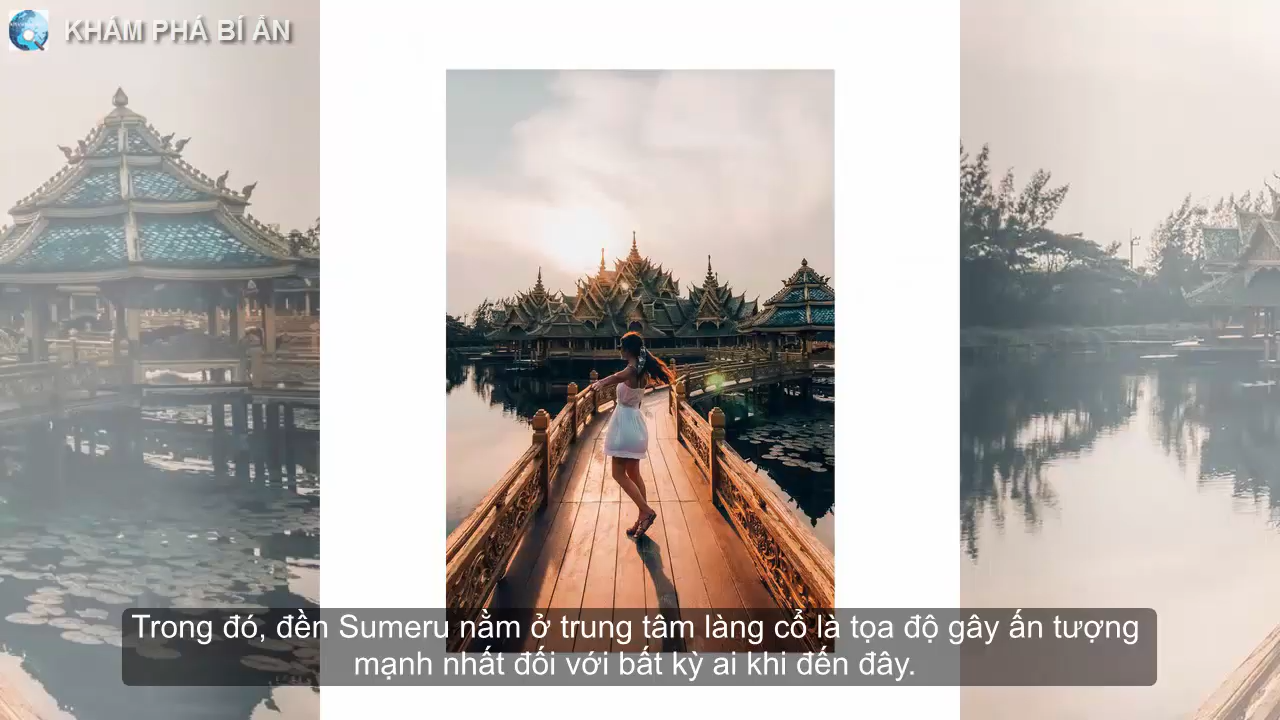 KHÁM PHÁ BÍ ẨN
Trong đó, đền Sumeru nằm ở trung tâm làng cổ là tọa độ gây ấn tượng
mạnh nhất đối với bất kỳ ai khi đến đây.